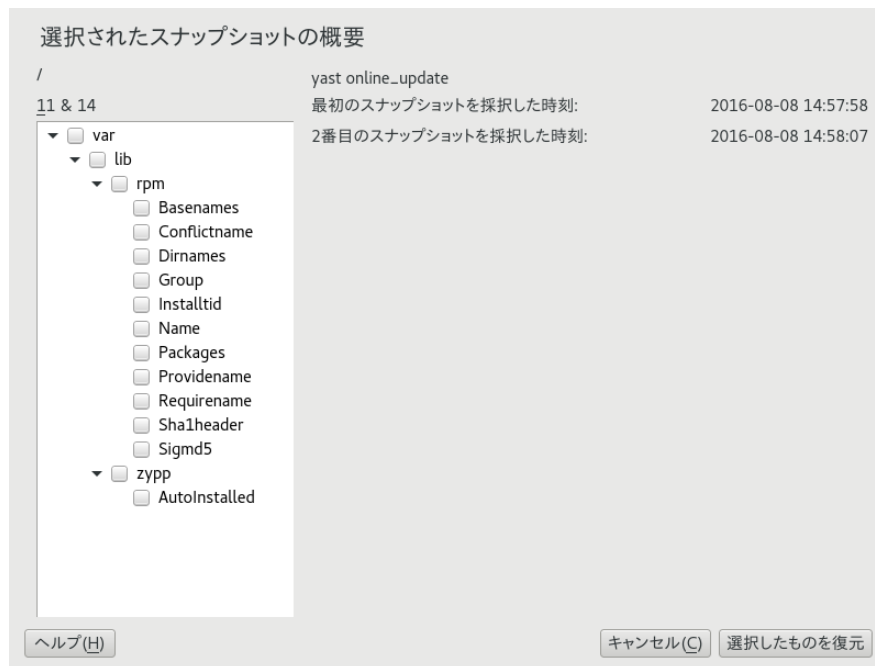 選択されたスナップショットの概要
/
yast online_update
11 & 14
最初のスナップショットを採択した時刻: 2016-08-08 14:57:58
2番目のスナップショットを採択した時刻: 2016-08-08 14:58:07
var
lib
rpm
Basenames
Conflictname
Dirnames
Group
Installtid
Name
Packages
Providename
Requirename
Sha1header
Sigmd5
zypp
AutoInstalled
ヘルプ(H)
キャンセル(C)
選択したものを復元